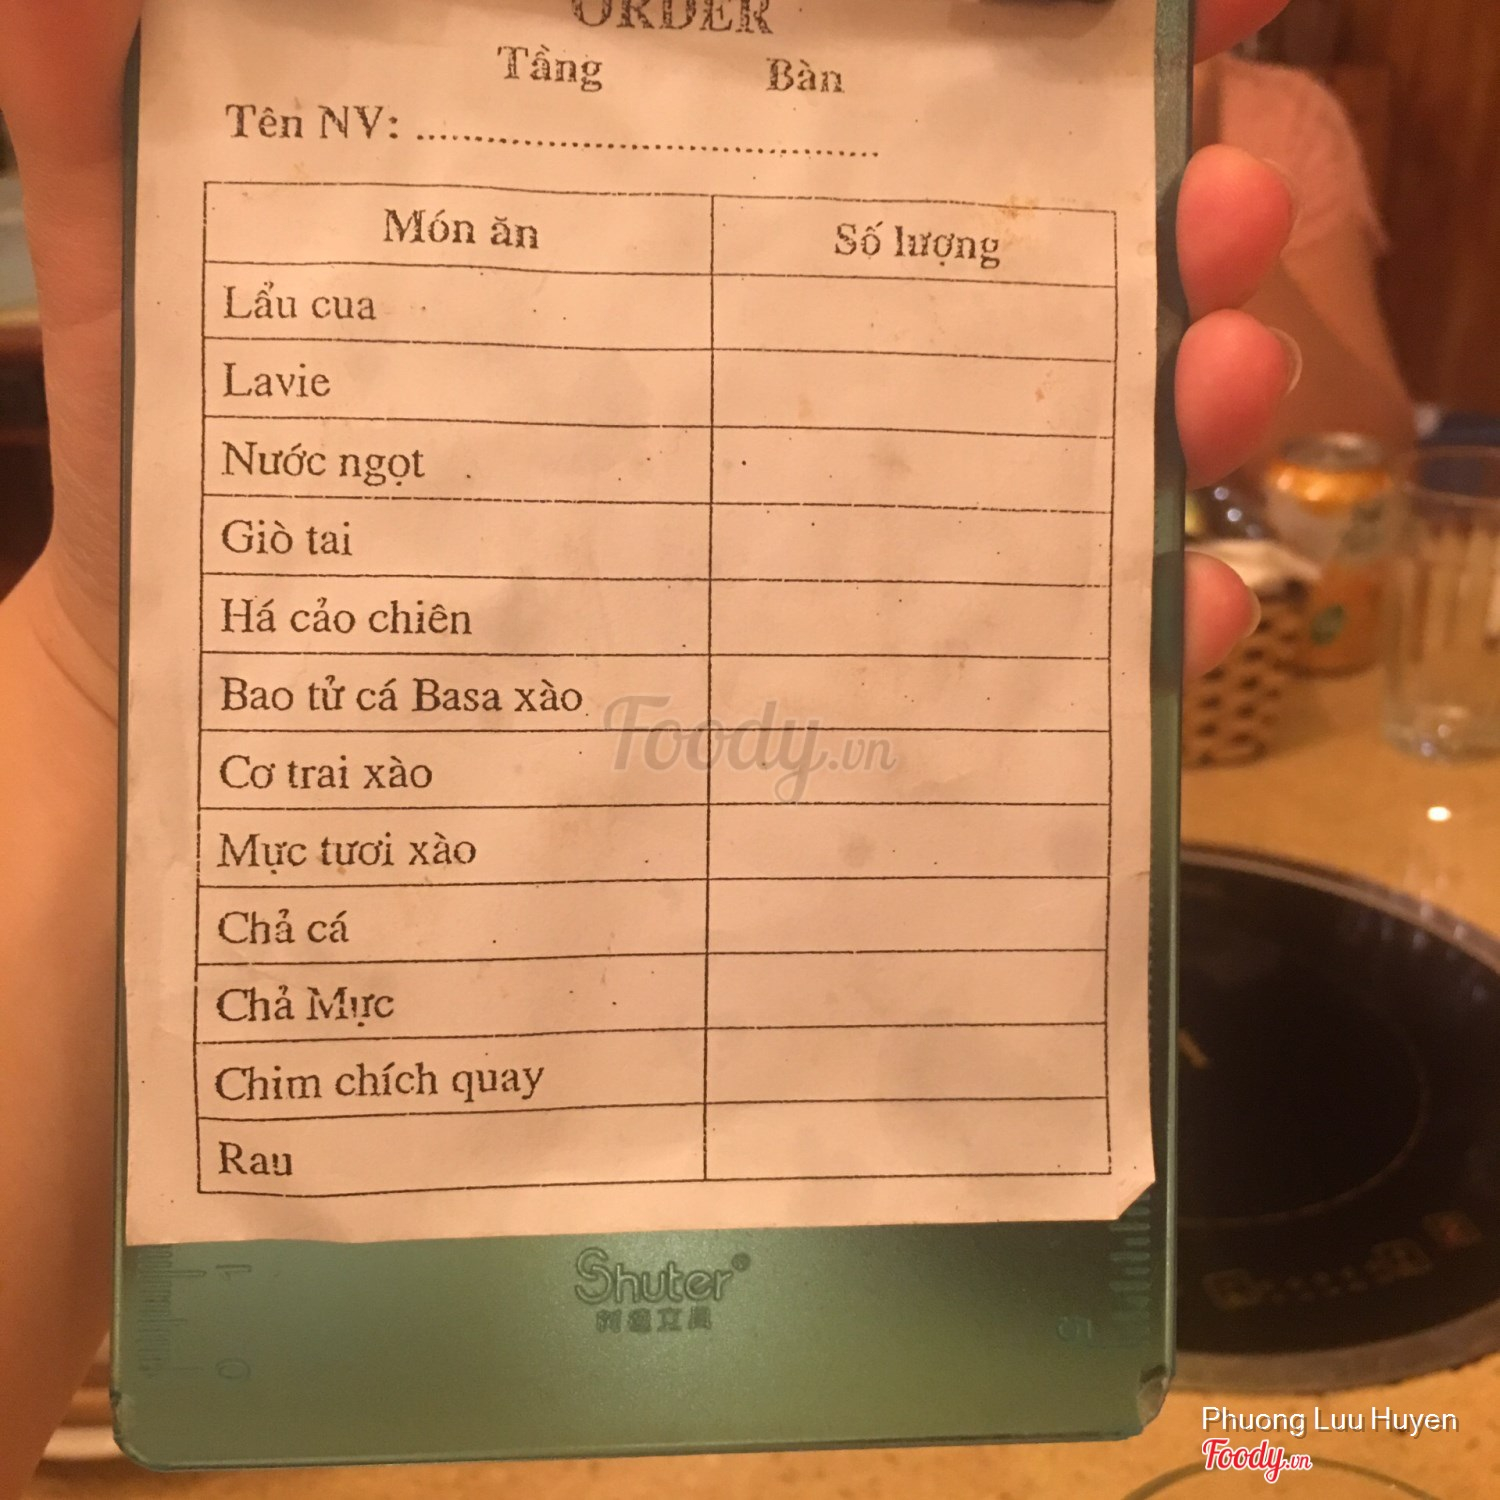 ORDER
Tầng Bàn
Tên NV: ........................................
Món ăn Số lượng
Lẩu cua
Lavie
Nước ngọt
Giò tai
Há cảo chiên
Bao tử cá Basa xào
Cơ trai xào
Mực tươi xào
Chả cá
Chả Mực
Chim chích quay
Rau
Foody.vn
Shuter®
0 1
Phuong Luu Huyen
Foody.vn